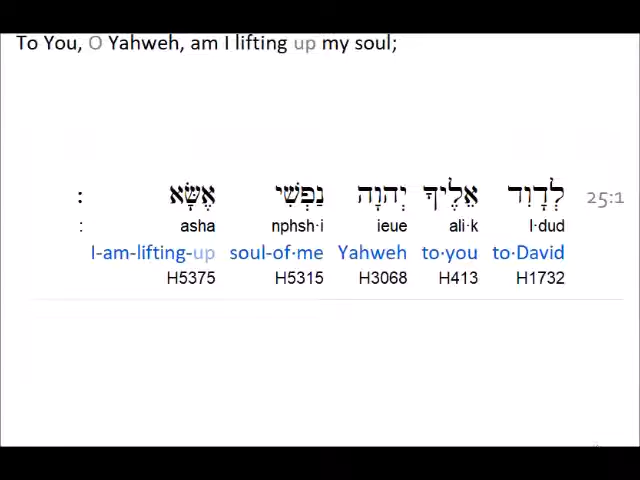 To You, O Yahweh, am I lifting up my soul;
25:1 לְדָוִד אֵלֶיךָ יְהוָה נַפְשִׁי אֶשָּׂא :
: asha nphsh·i ieue ali·k l·dud
I-am-lifting-up soul-of·me Yahweh to·you to·David
H5375 H5315 H3068 H413 H1732